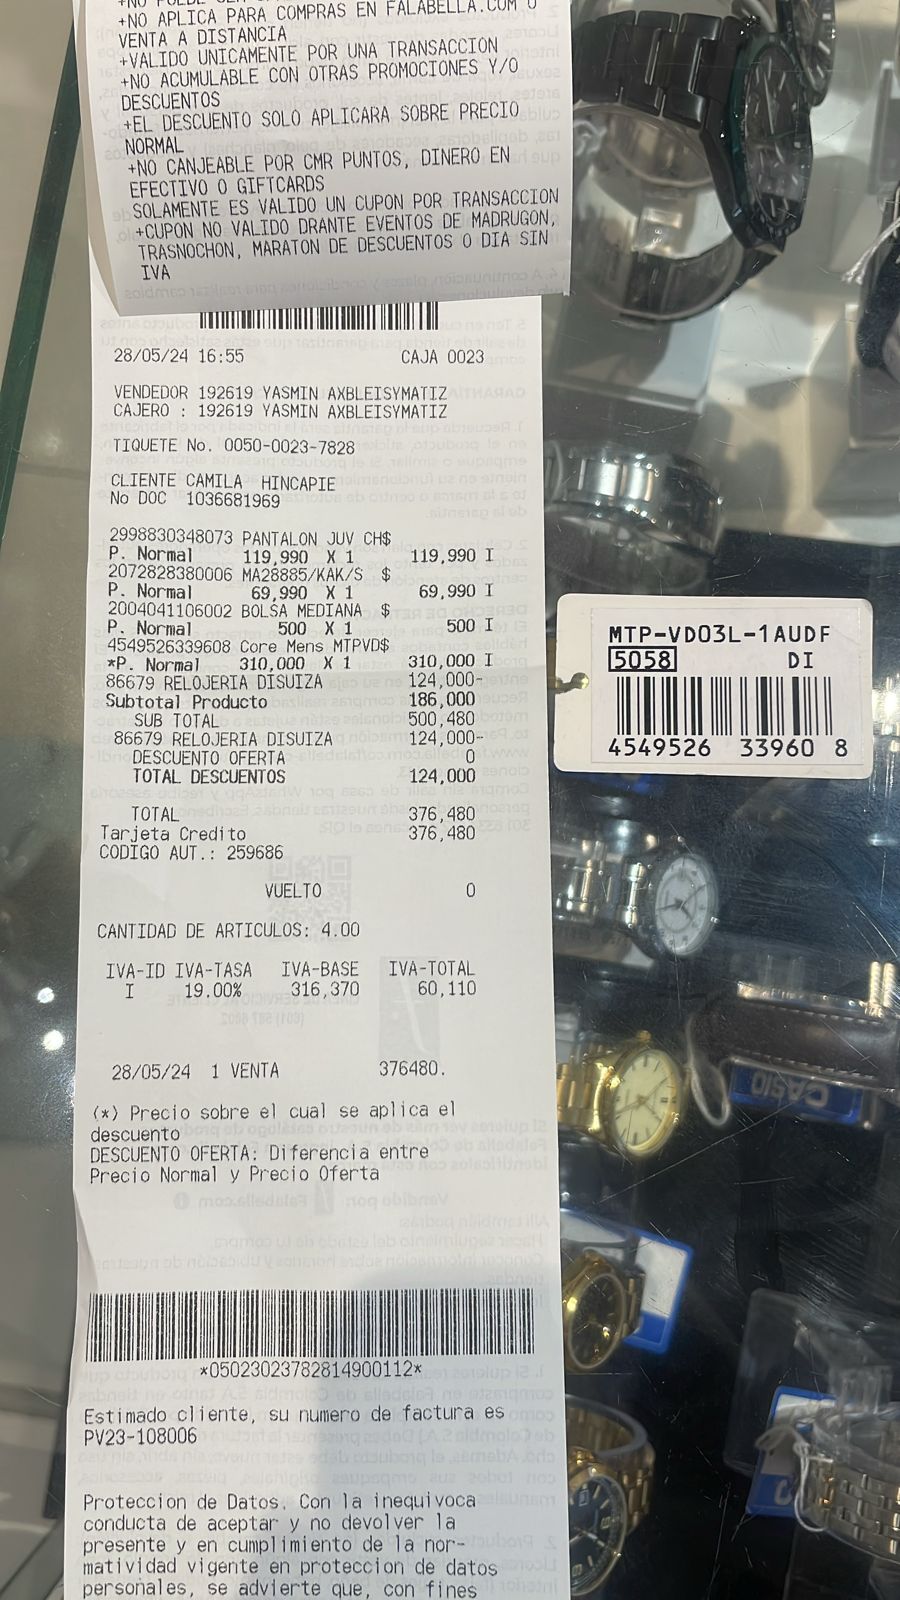 +NO APLICA PARA COMPRAS EN FALABELLA.COM O
VENTA A DISTANCIA
+VALIDO UNICAMENTE POR UNA TRANSACCION
+NO ACUMULABLE CON OTRAS PROMOCIONES Y/O
DESCUENTOS
+EL DESCUENTO SOLO APLICARA SOBRE PRECIO
NORMAL
+NO CANJEABLE POR CMR PUNTOS, DINERO EN
EFECTIVO O GIFTCARDS
SOLAMENTE ES VALIDO UN CUPON POR TRANSACCION
+CUPON NO VALIDO DRANTE EVENTOS DE MADRUGON,
TRASNOCHON, MARATON DE DESCUENTOS O DIA SIN
IVA
28/05/24 16:55 CAJA 0023
VENDEDOR 192619 YASMIN AXBLEISYMATIZ
CAJERO : 192619 YASMIN AXBLEISYMATIZ
TIQUETE No. 0050-0023-7828
CLIENTE CAMILA HINCAPIE
No DOC 1036681969
2998830348073 PANTALON JUV CH$
P. Normal 119,990 X 1 119,990 I
2072828380006 MA28885/KAK/S $
P. Normal 69,990 X 1 69,990 I
2004041106002 BOLSA MEDIANA $
P. Normal 500 X 1 500 I
4549526339608 Core Mens MTPVD$
*P. Normal 310,000 X 1 310,000 I
86679 RELOJERIA DISUIZA 124,000-
Subtotal Producto 186,000
SUB TOTAL 500,480
86679 RELOJERIA DISUIZA 124,000-
DESCUENTO OFERTA 0
TOTAL DESCUENTOS 124,000
TOTAL 376,480
Tarjeta Credito 376,480
CODIGO AUT.: 259686
VUELTO 0
CANTIDAD DE ARTICULOS: 4.00
IVA-ID IVA-TASA IVA-BASE IVA-TOTAL
I 19.00% 316,370 60,110
28/05/24 1 VENTA 376480.
(*) Precio sobre el cual se aplica el
descuento
DESCUENTO OFERTA: Diferencia entre
Precio Normal y Precio Oferta
*05023023782814900112*
Estimado cliente, su numero de factura es
PV23-108006
Proteccion de Datos. Con la inequivoca
conducta de aceptar y no devolver la
presente y en cumplimiento de la nor-
matividad vigente en proteccion de datos
personales, se advierte que, con fines
MTP-VD03L-1AUDF
5058 DI
4549526 33960 8
CASIO